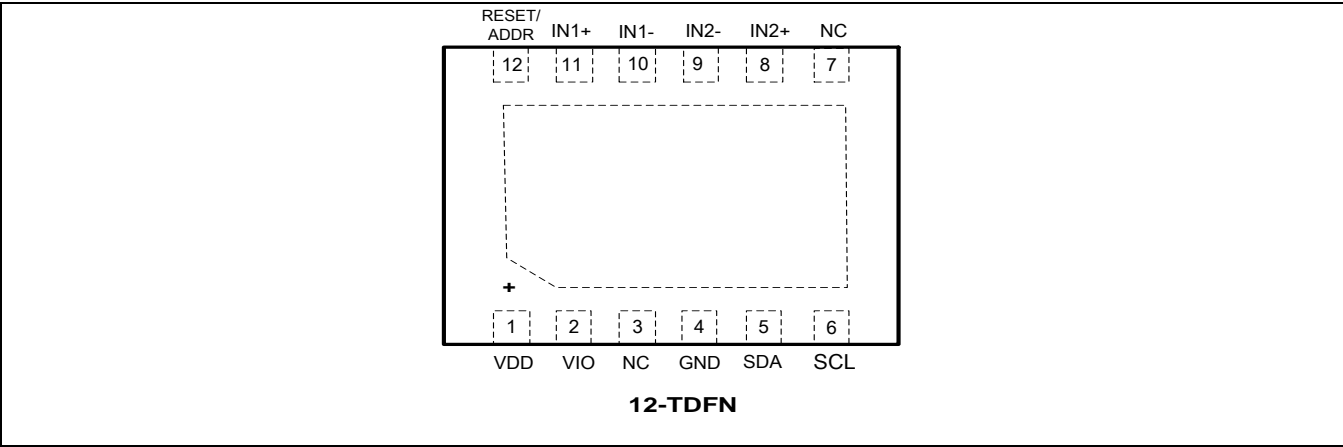 RESET/
ADDR IN1+ IN1- IN2- IN2+ NC
12 11 10 9 8 7
+
1 2 3 4 5 6
VDD VIO NC GND SDA SCL
12-TDFN